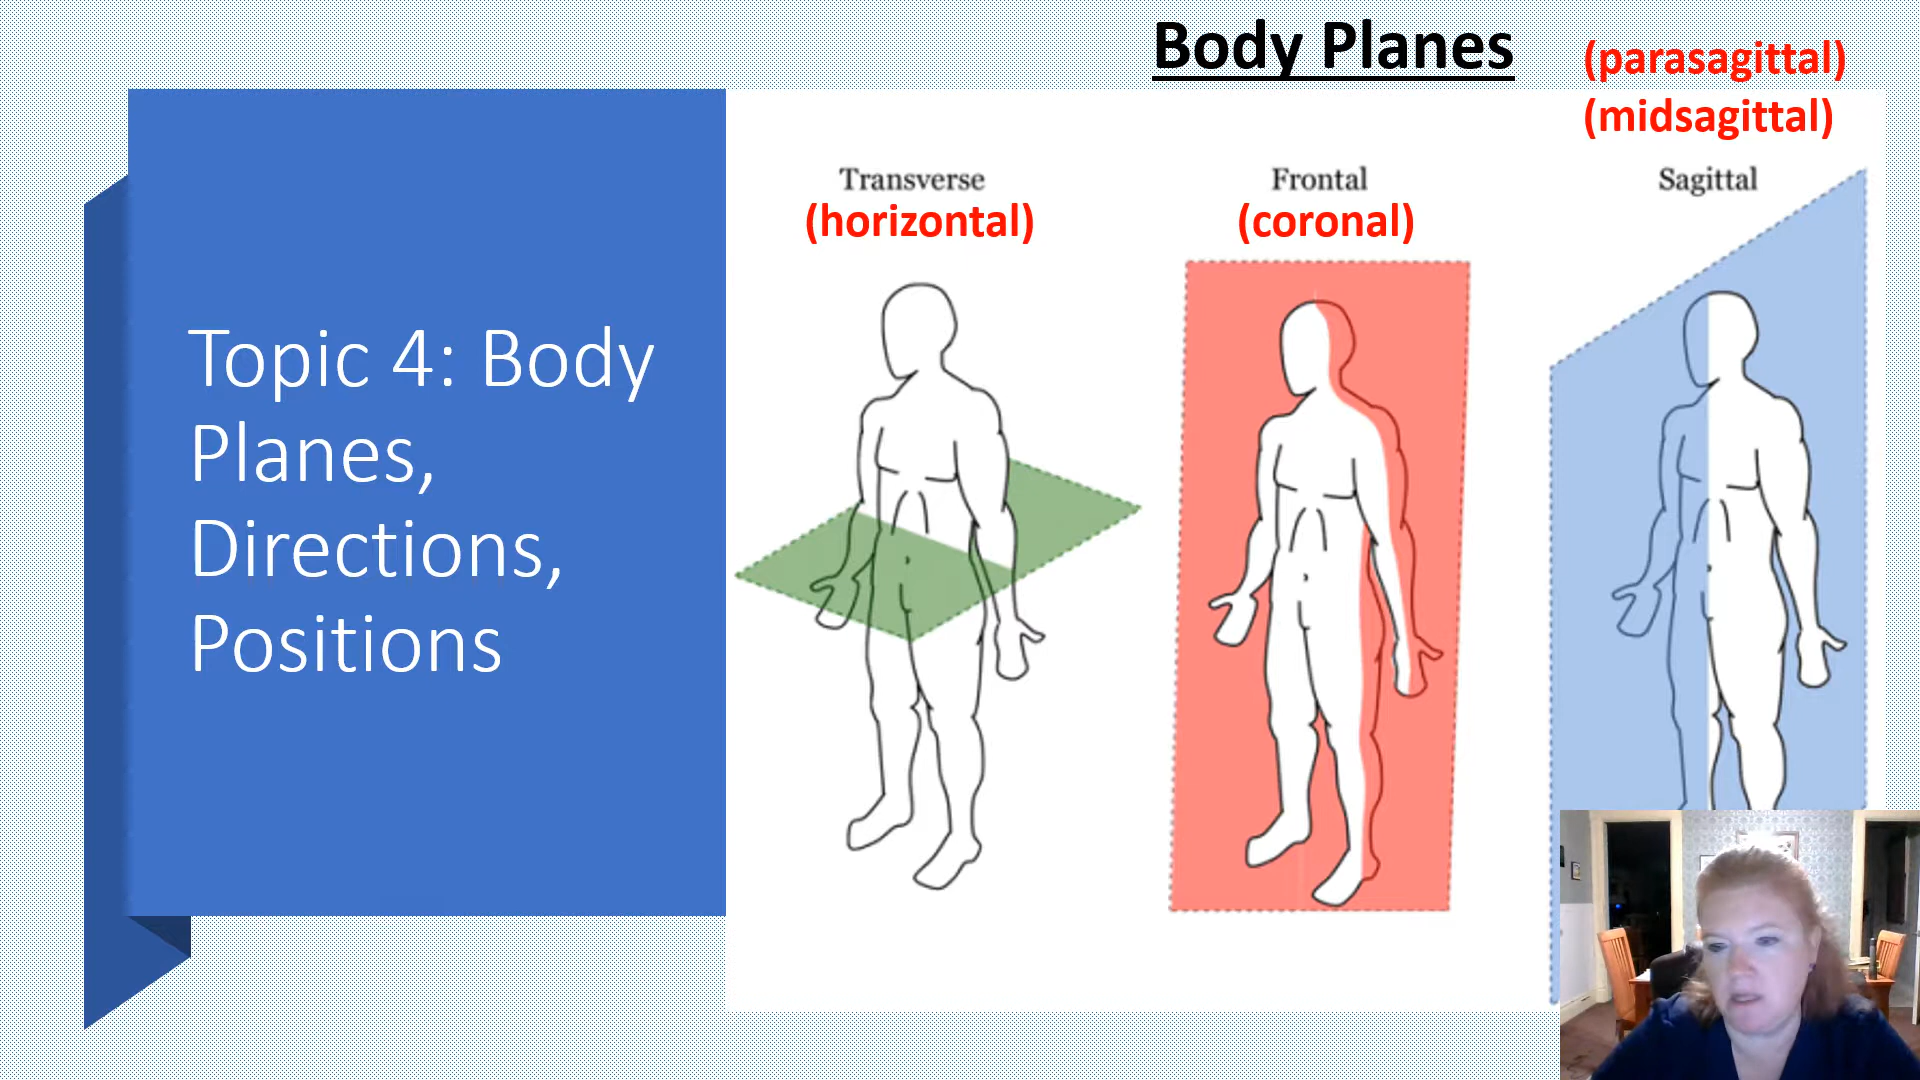 Body Planes
(parasagittal)
(midsagittal)
Topic 4: Body
Planes,
Directions,
Positions
Transverse
(horizontal)
Frontal
(coronal)
Sagittal